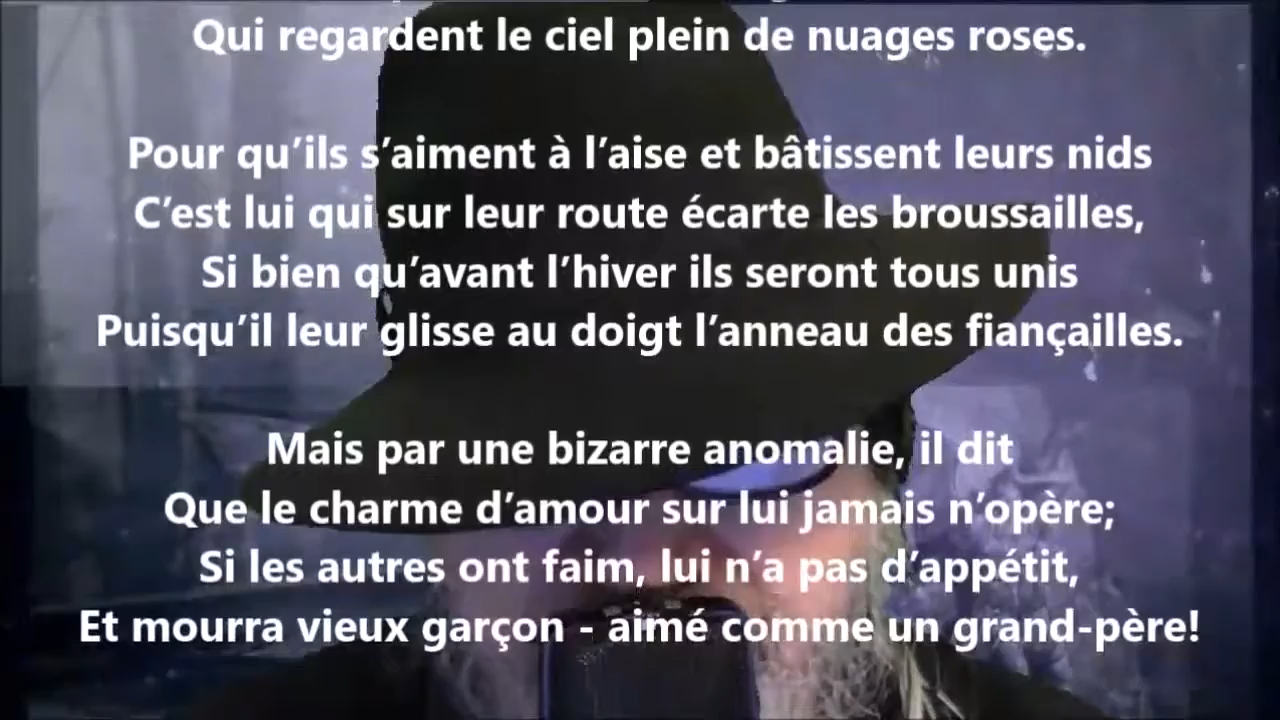 Qui regardent le ciel plein de nuages roses.
Pour qu’ils s’aiment à l’aise et bâtissent leurs nids
C’est lui qui sur leur route écarte les broussailles,
Si bien qu’avant l’hiver ils seront tous unis
Puisqu’il leur glisse au doigt l’anneau des fiançailles.
Mais par une bizarre anomalie, il dit
Que le charme d’amour sur lui jamais n’opère;
Si les autres ont faim, lui n’a pas d’appétit,
Et mourra vieux garçon - aimé comme un grand-père!